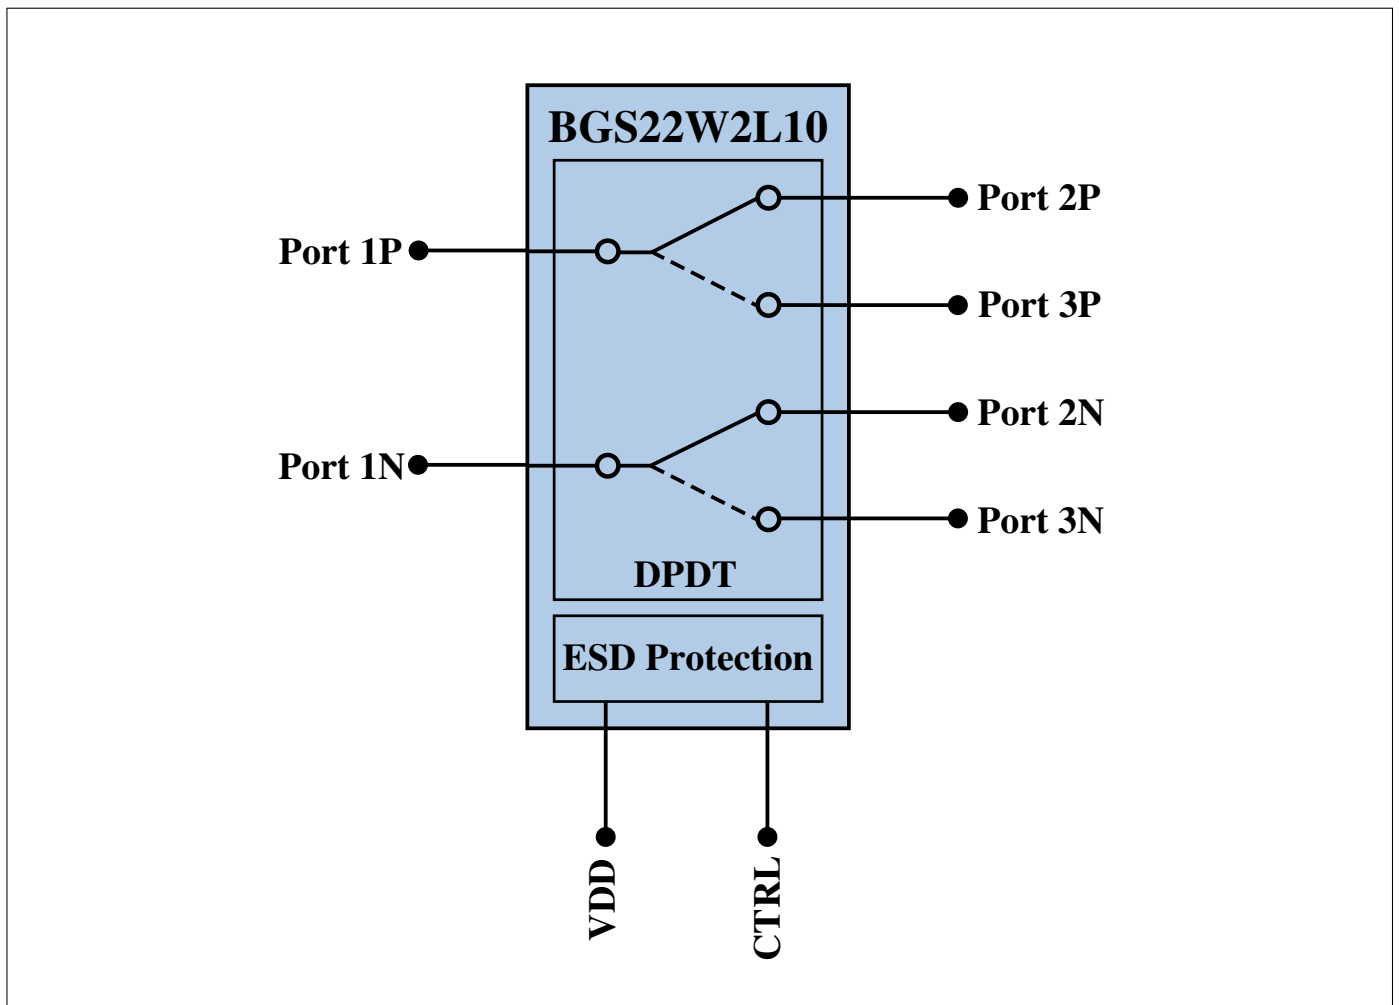 BGS22W2L10
Port 1P
Port 2P
Port 3P
Port 1N
Port 2N
Port 3N
DPDT
ESD Protection
VDD
CTRL